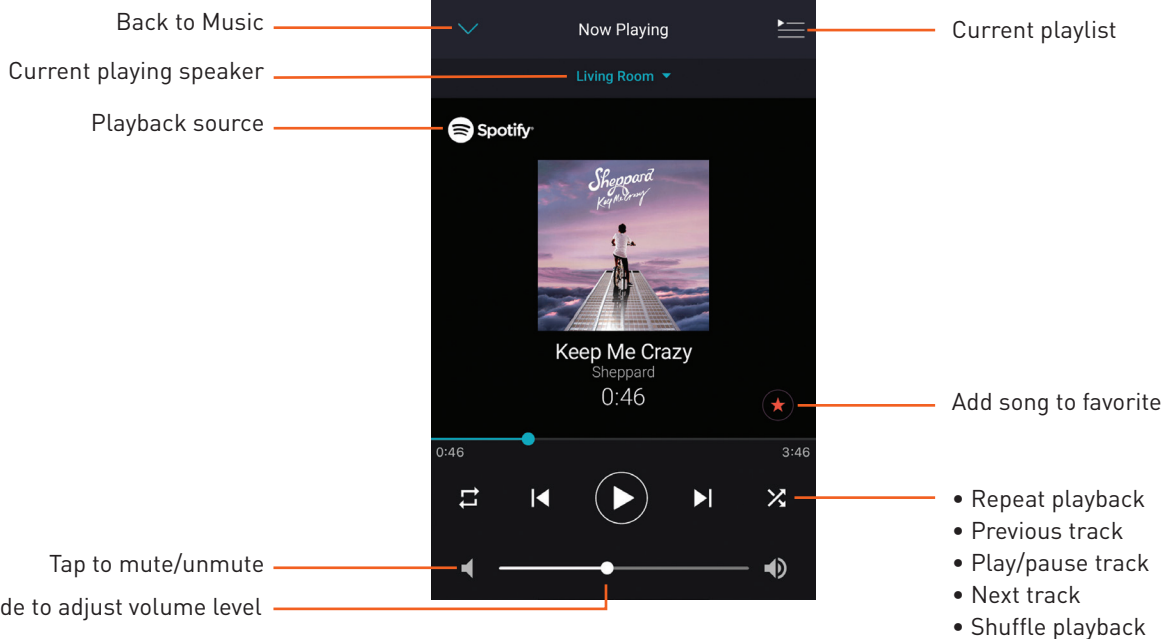 Back to Music
Now Playing
Current playlist
Current playing speaker
Living Room
Playback source
Spotify
Sheppard
Keep Me Crazy
Keep Me Crazy
Sheppard
0:46
Add song to favorite
0:46
3:46
• Repeat playback
• Previous track
• Play/pause track
• Next track
• Shuffle playback
Tap to mute/unmute
de to adjust volume level